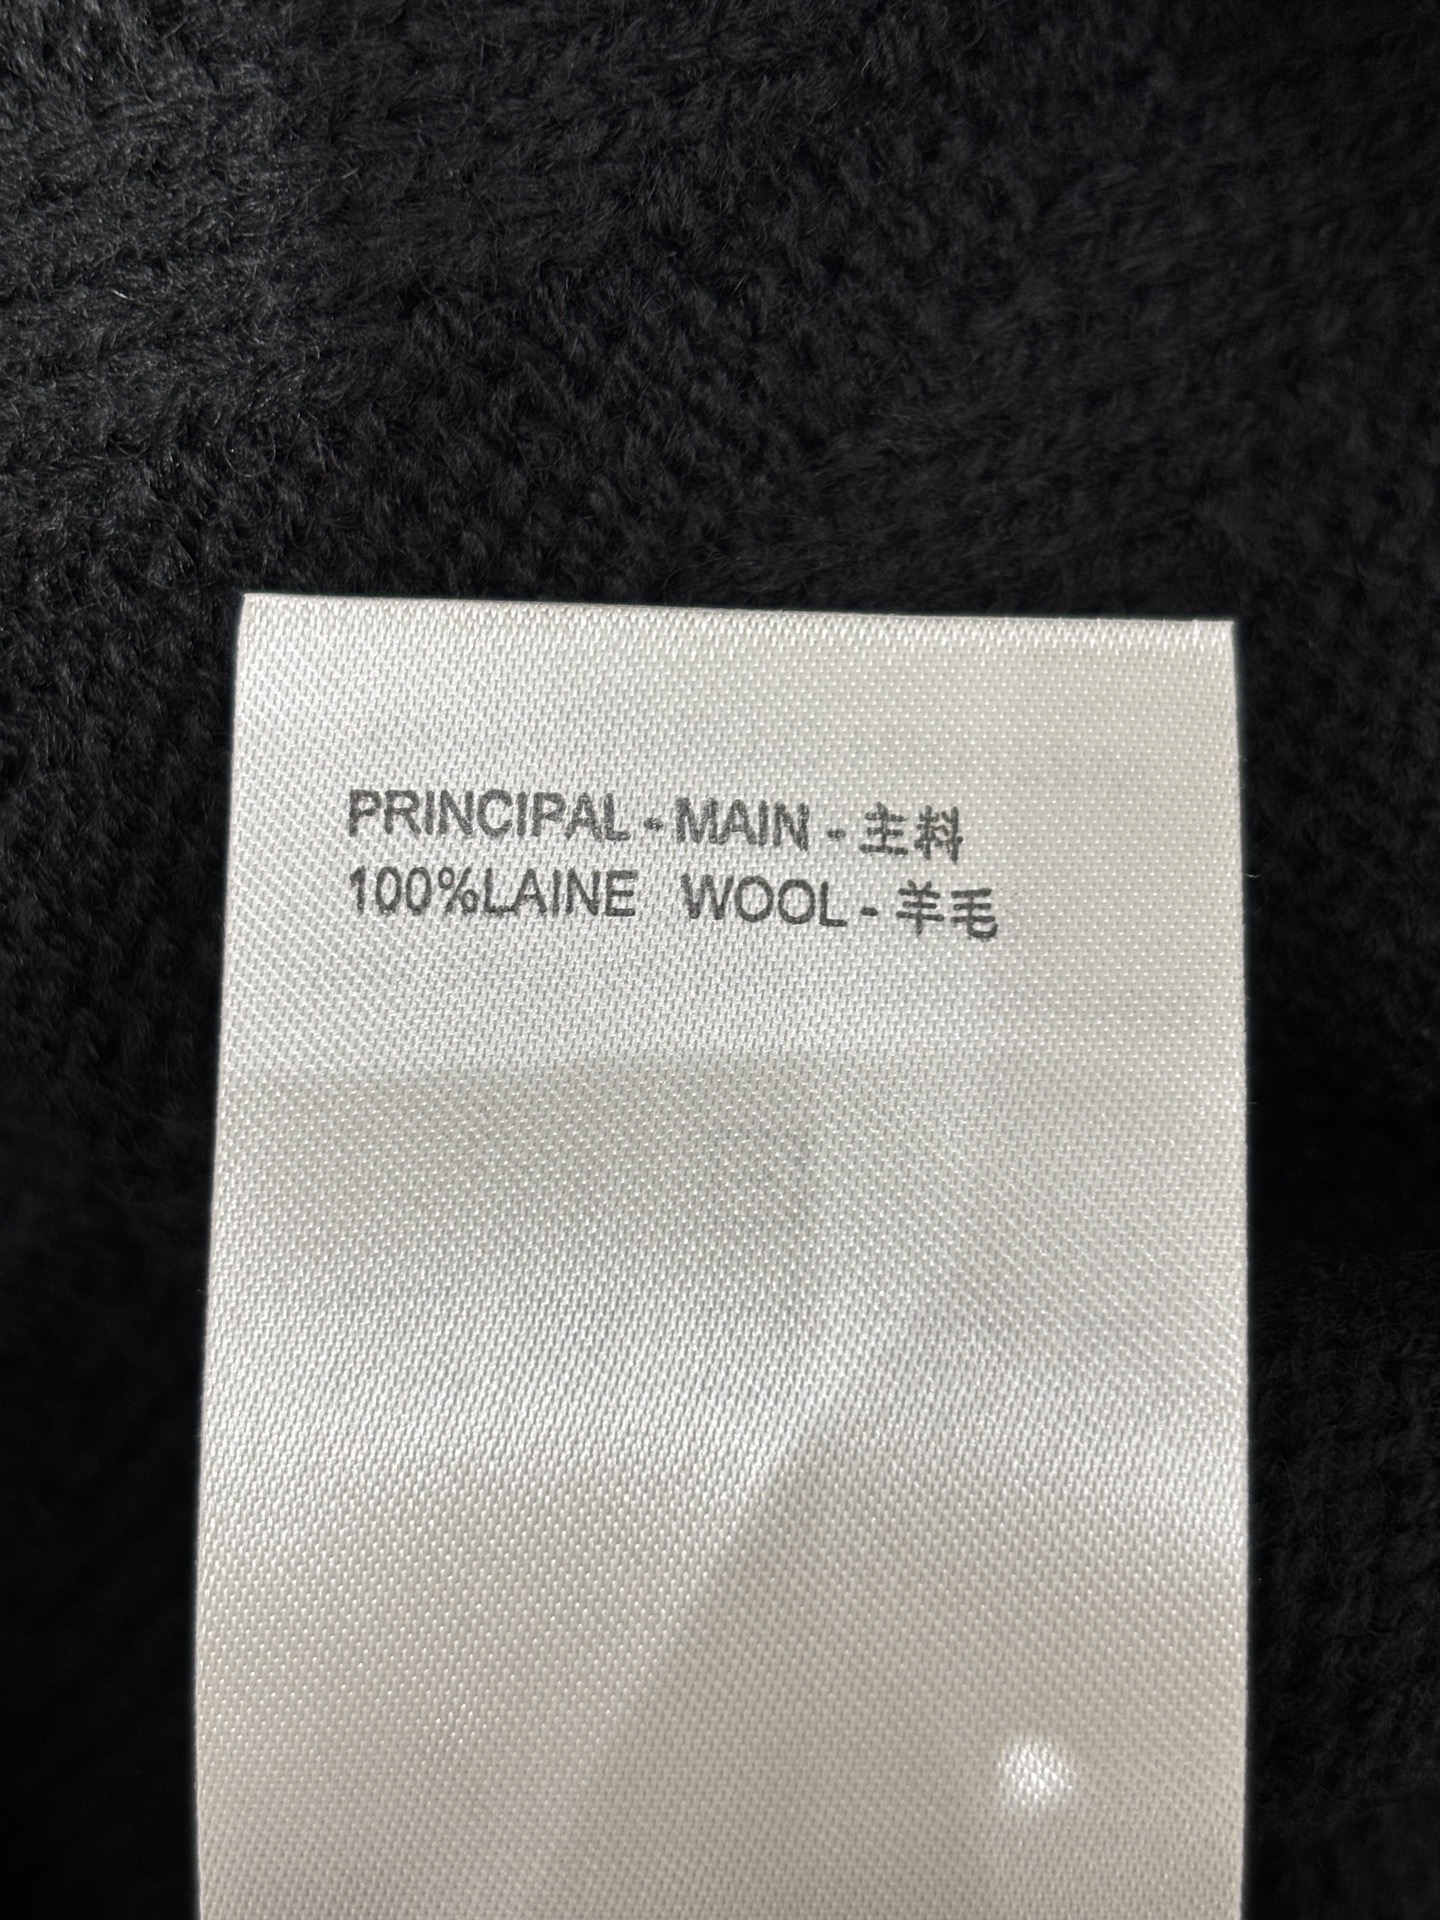 PRINCIPAL - MAIN - 主料
100%LAINE WOOL - 羊毛